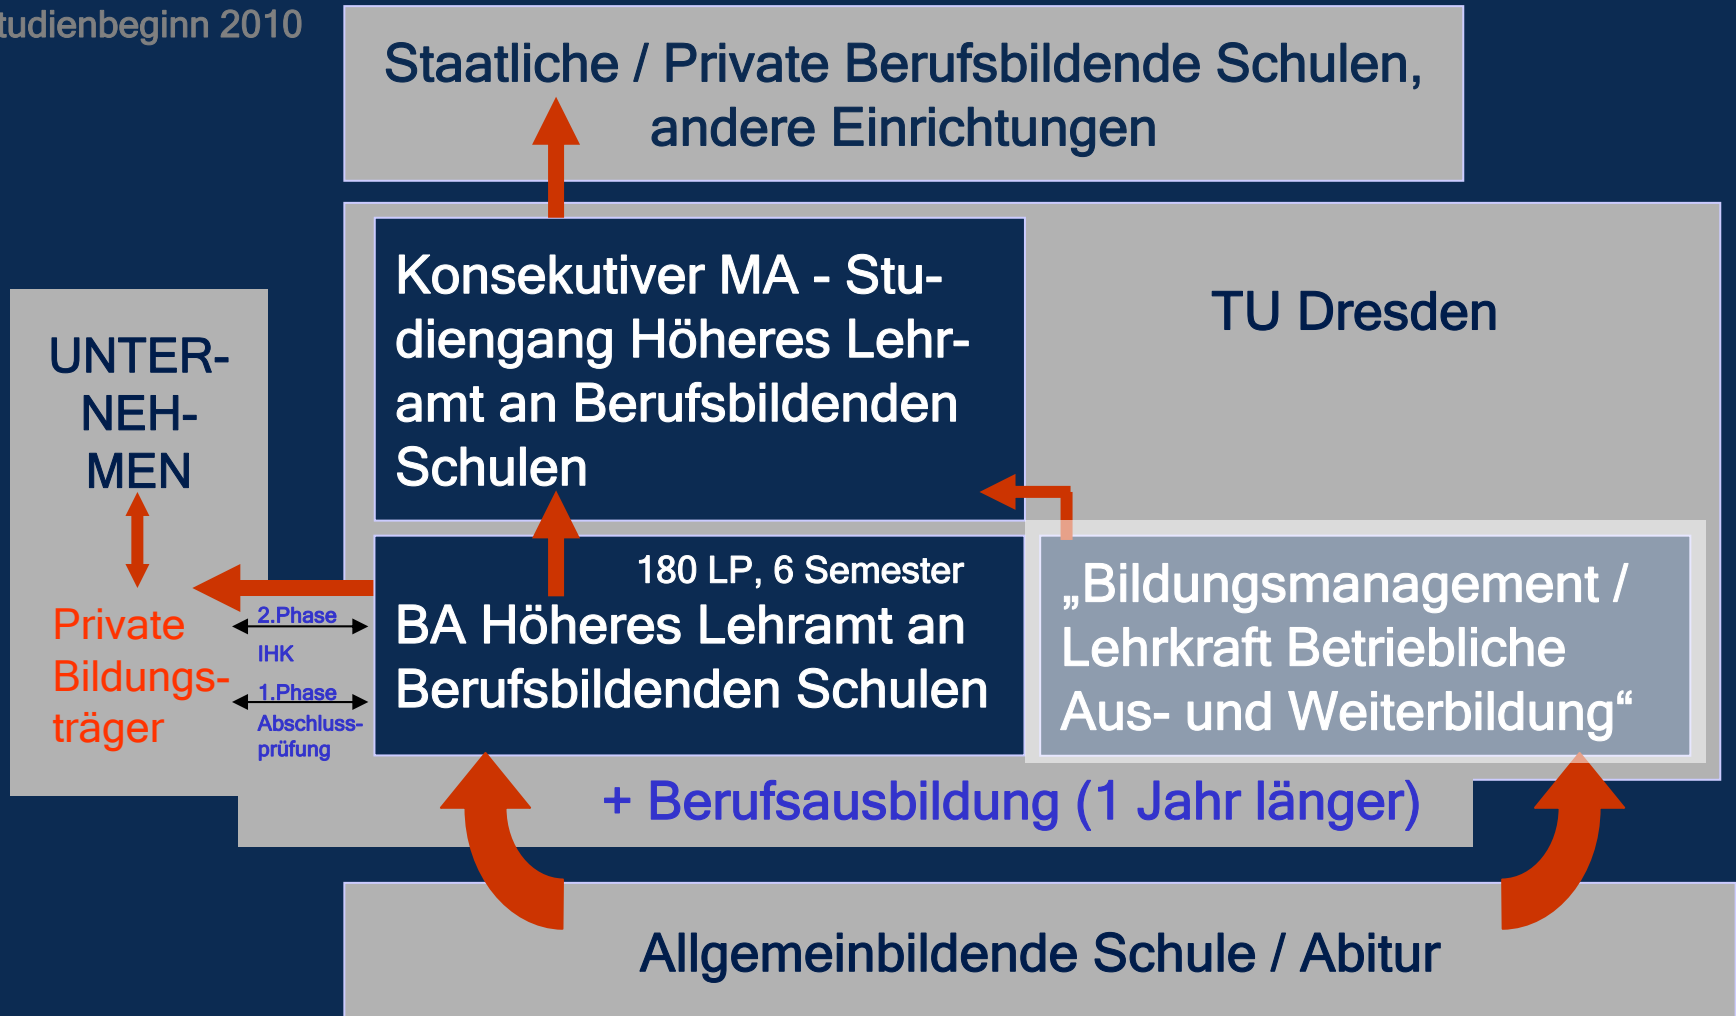 tudienbeginn 2010
Staatliche / Private Berufsbildende Schulen,
andere Einrichtungen
Konsekutiver MA - Stu-
diengang Höheres Lehr-
amt an Berufsbildenden
Schulen
TU Dresden
UNTER-
NEH-
MEN
Private
Bildungs-
träger
2.Phase
IHK
1.Phase
Abschluss-
prüfung
180 LP, 6 Semester
BA Höheres Lehramt an
Berufsbildenden Schulen
„Bildungsmanagement /
Lehrkraft Betriebliche
Aus- und Weiterbildung“
+ Berufsausbildung (1 Jahr länger)
Allgemeinbildende Schule / Abitur